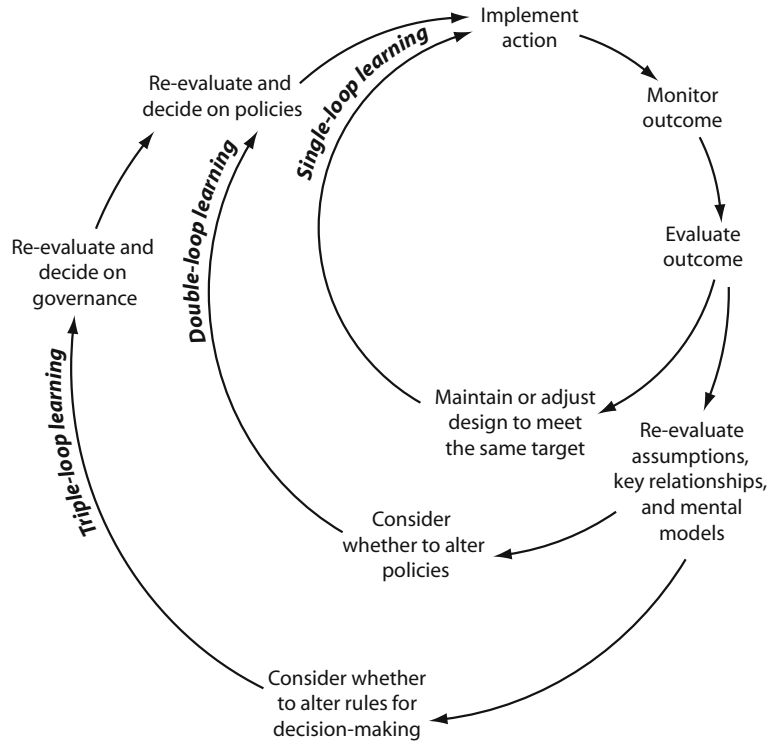 Implement
action
Monitor
outcome
Evaluate
outcome
Maintain or adjust
design to meet
the same target
Single-loop learning
Re-evaluate
assumptions,
key relationships,
and mental
models
Consider
whether to alter
policies
Double-loop learning
Re-evaluate and
decide on policies
Consider whether
to alter rules for
decision-making
Triple-loop learning
Re-evaluate and
decide on
governance